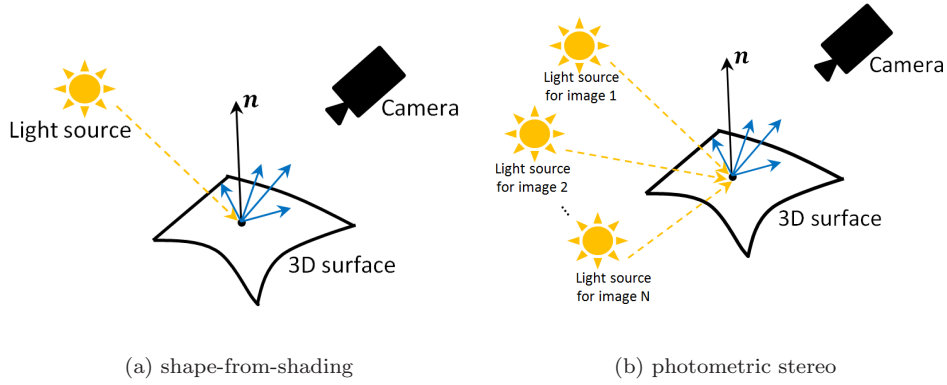 n
Camera
Light source
3D surface
(a) shape-from-shading
Light source
for image 1
n
Camera
Light source
for image 2
...
3D surface
Light source
for image N
(b) photometric stereo